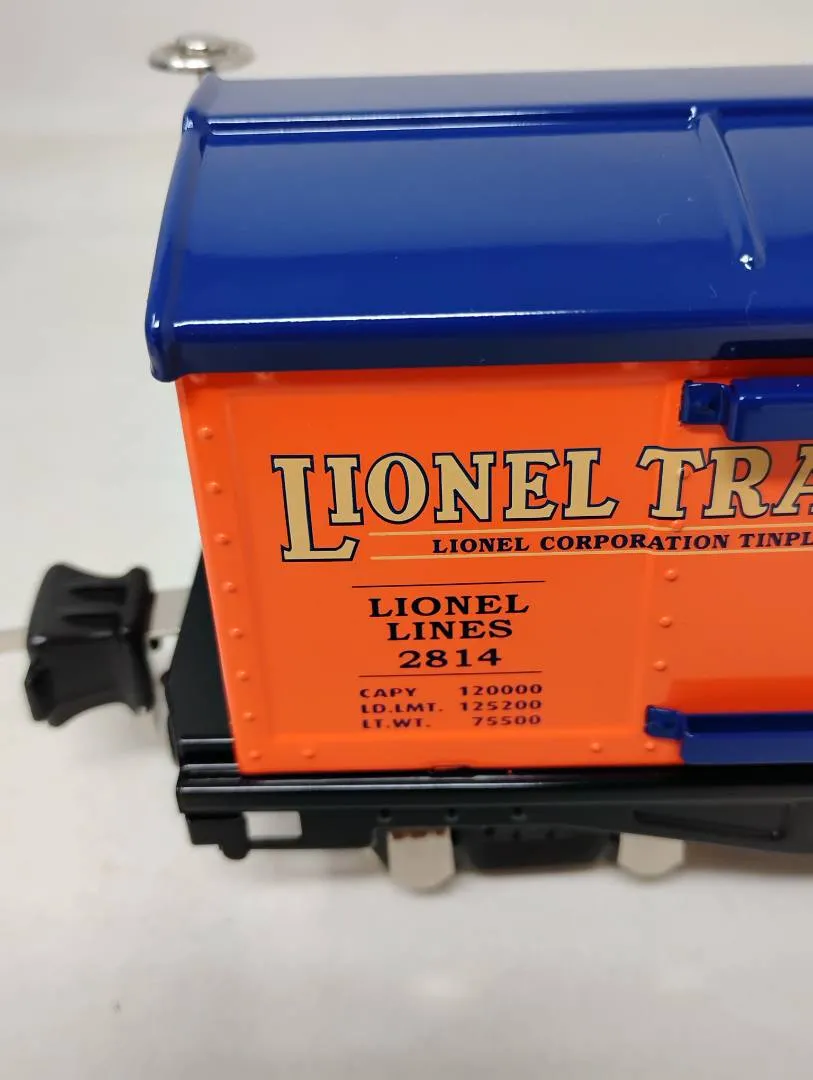 LIONEL TRA
LIONEL CORPORATION TINPL
LIONEL
LINES
2814
CAPY 120000
LD.LMT. 125200
LT.WT. 75500